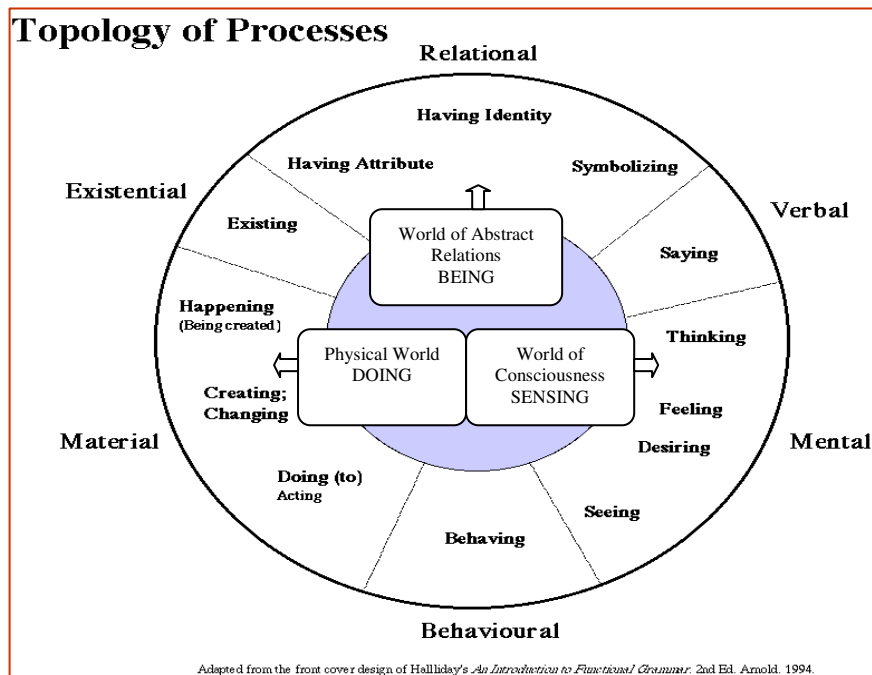 Topology of Processes
Relational
Having Identity
Having Attribute
Symbolizing
Existential
Verbal
Existing
World of Abstract
Relations
BEING
Saying
Happening
(Being created)
Thinking
Physical World
DOING
World of
Consciousness
SENSING
Creating;
Changing
Feeling
Material
Mental
Desiring
Doing (to)
Acting
Seeing
Behaving
Behavioural
Adapted from the front cover design of Hallliday's An Introduction to Functional Grammar. 2nd Ed. Arnold. 1994.